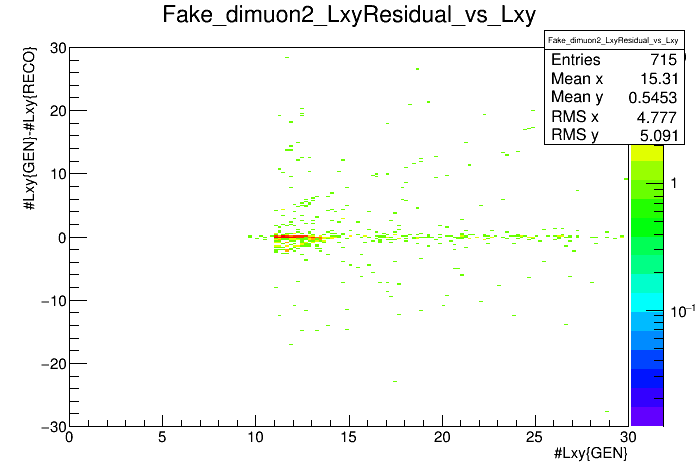 Fake_dimuon2_LxyResidual_vs_Lxy
#Lxy{GEN}-#Lxy{RECO}
30
20
10
0
−10
−20
−30
0 5 10 15 20 25 30
#Lxy{GEN}
Fake_dimuon2_LxyResidual_vs_Lxy
Entries 715
Mean x 15.31
Mean y 0.5453
RMS x 4.777
RMS y 5.091
1
10−1